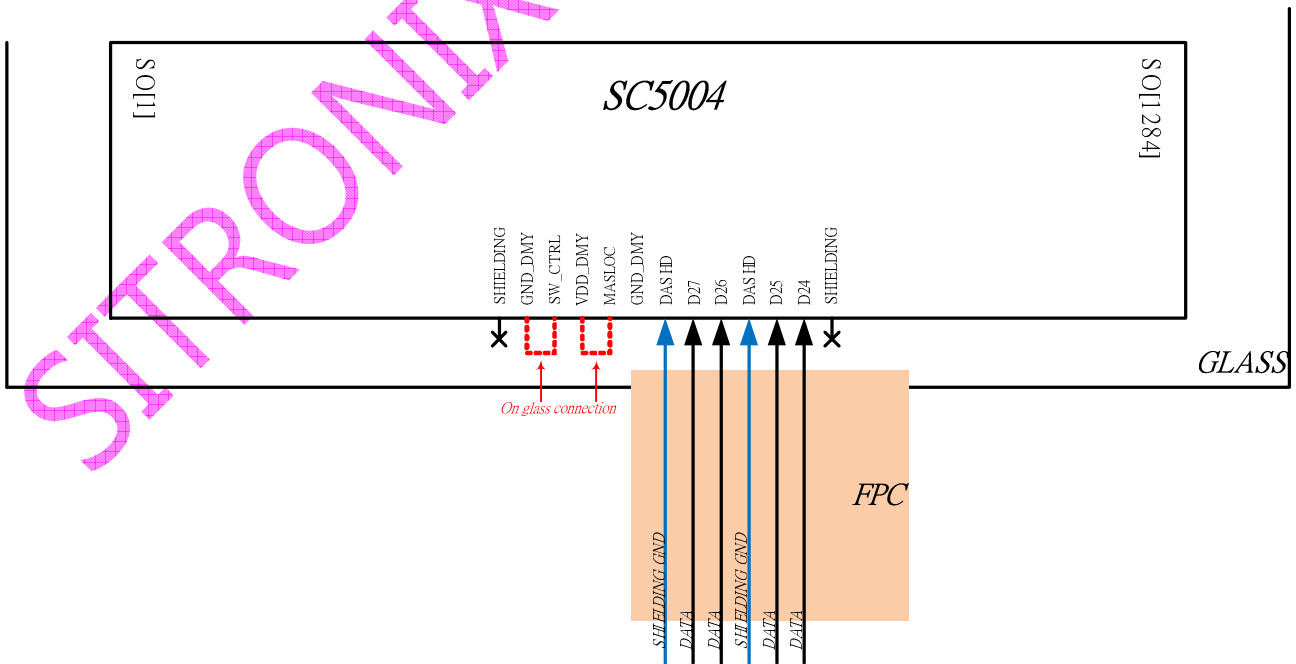 SITRONIX
SO[1]
SC5004
SO[1284]
SHIELDING
GND_DMY
SW_CTRL
VDD_DMY
MASLOC
GND_DMY
DASHD
D27
D26
DASHD
D25
D24
SHIELDING
GLASS
On glass connection
FPC
SHIELDING GND
DATA
DATA
SHIELDING GND
DATA
DATA